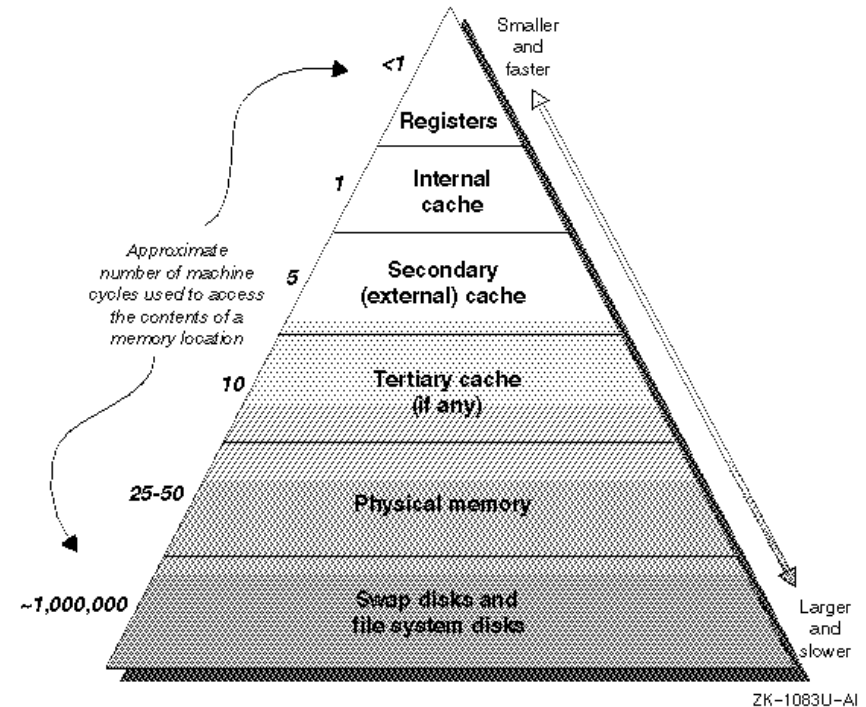 Smaller
and
faster
<1
Registers
1
Internal
cache
Approximate
number of machine
cycles used to access
the contents of a
memory location
5
Secondary
(external) cache
10
Tertiary cache
(if any)
25-50
Physical memory
~1,000,000
Swap disks and
file system disks
Larger
and
slower
ZK-1083U-AI